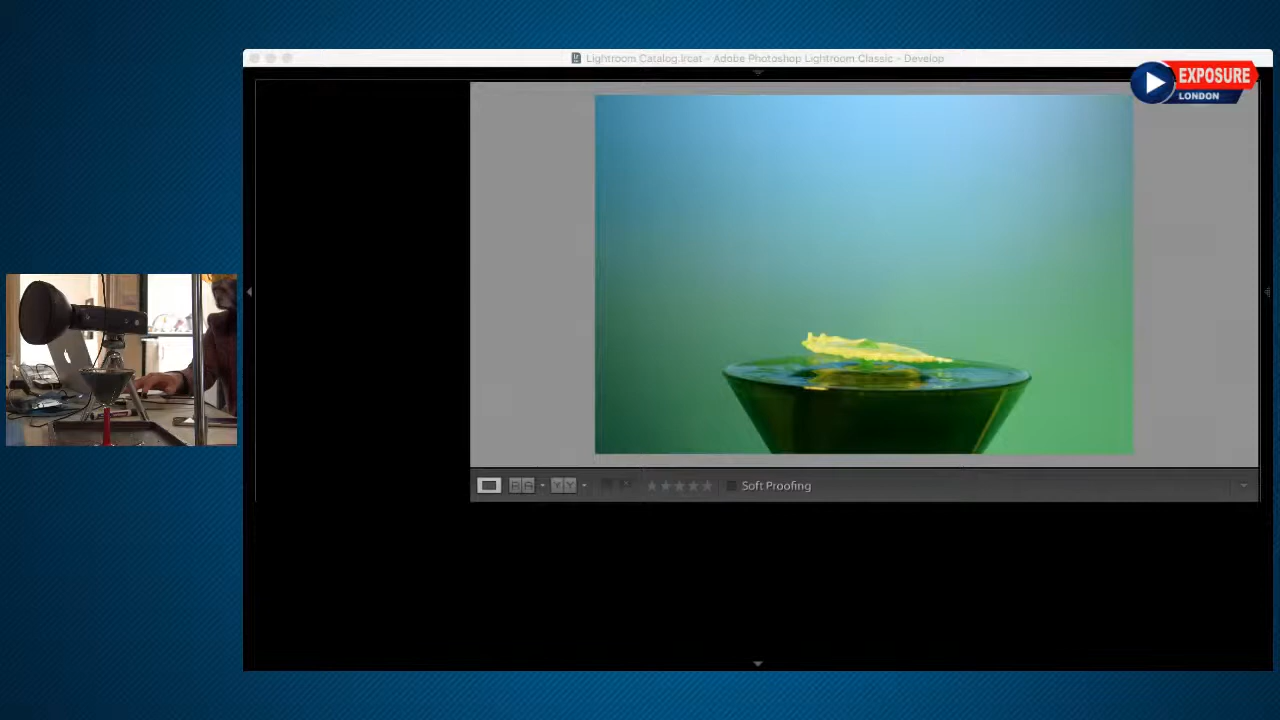 Lightroom Catalog.lrcat - Adobe Photoshop Lightroom Classic - Develop
EXPOSURE
LONDON
Soft Proofing